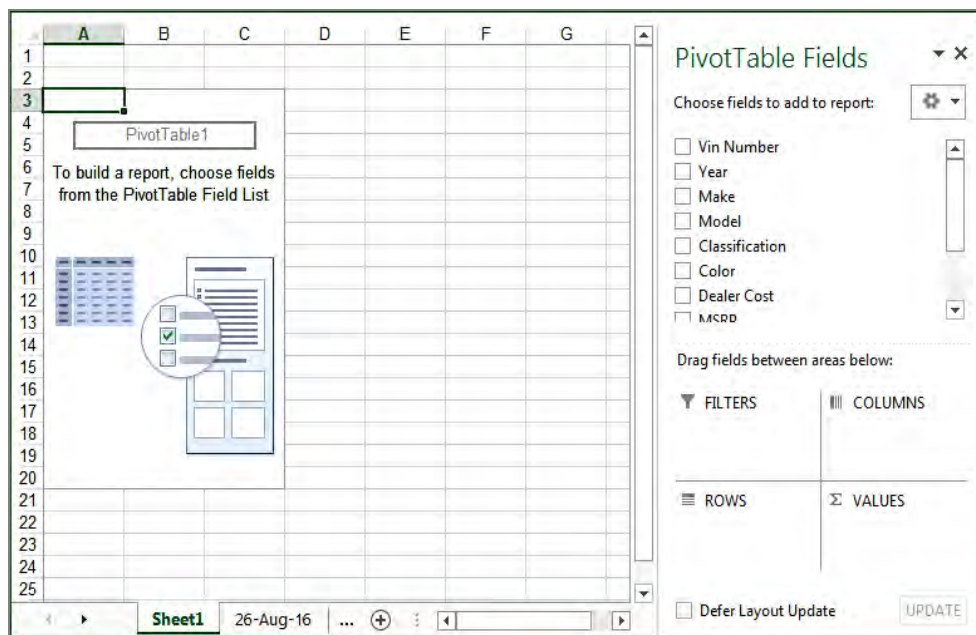 A B C D E F G
1
2
3
4
5
6
7
8
9
10
11
12
13
14
15
16
17
18
19
20
21
22
23
24
25
PivotTable1
To build a report, choose fields
from the PivotTable Field List
Sheet1 26-Aug-16 ...
PivotTable Fields
Choose fields to add to report:
Vin Number
Year
Make
Model
Classification
Color
Dealer Cost
MSRP
Drag fields between areas below:
FILTERS COLUMNS
ROWS Σ VALUES
Defer Layout Update UPDATE